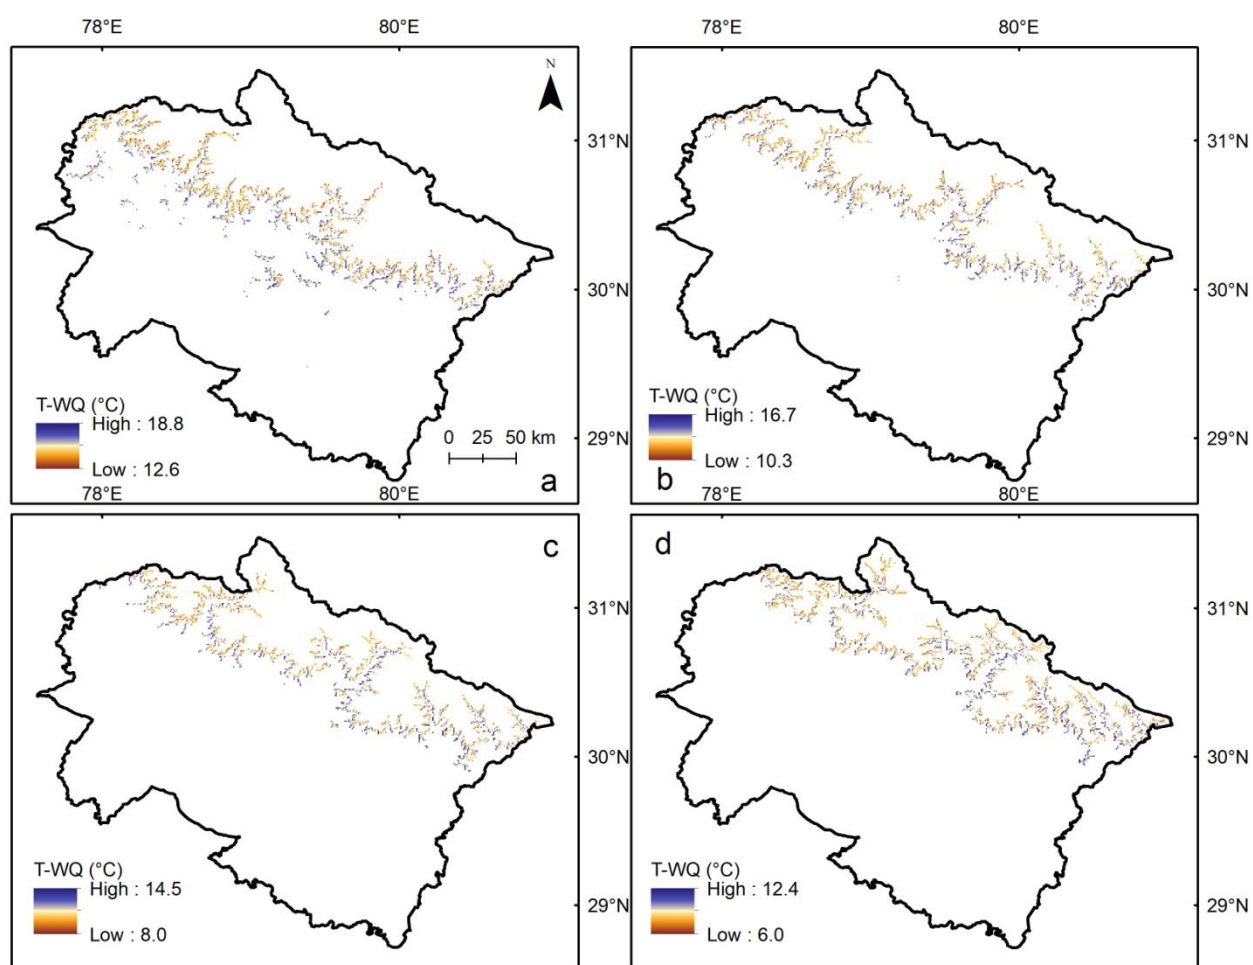 78°E
80°E
78°E
80°E
N
31°N
31°N
30°N
30°N
29°N
29°N
T-WQ (°C)
High : 18.8
Low : 12.6
0 25 50 km
a
T-WQ (°C)
High : 16.7
Low : 10.3
b
78°E
80°E
78°E
80°E
c
d
31°N
31°N
30°N
30°N
29°N
29°N
T-WQ (°C)
High : 14.5
Low : 8.0
T-WQ (°C)
High : 12.4
Low : 6.0